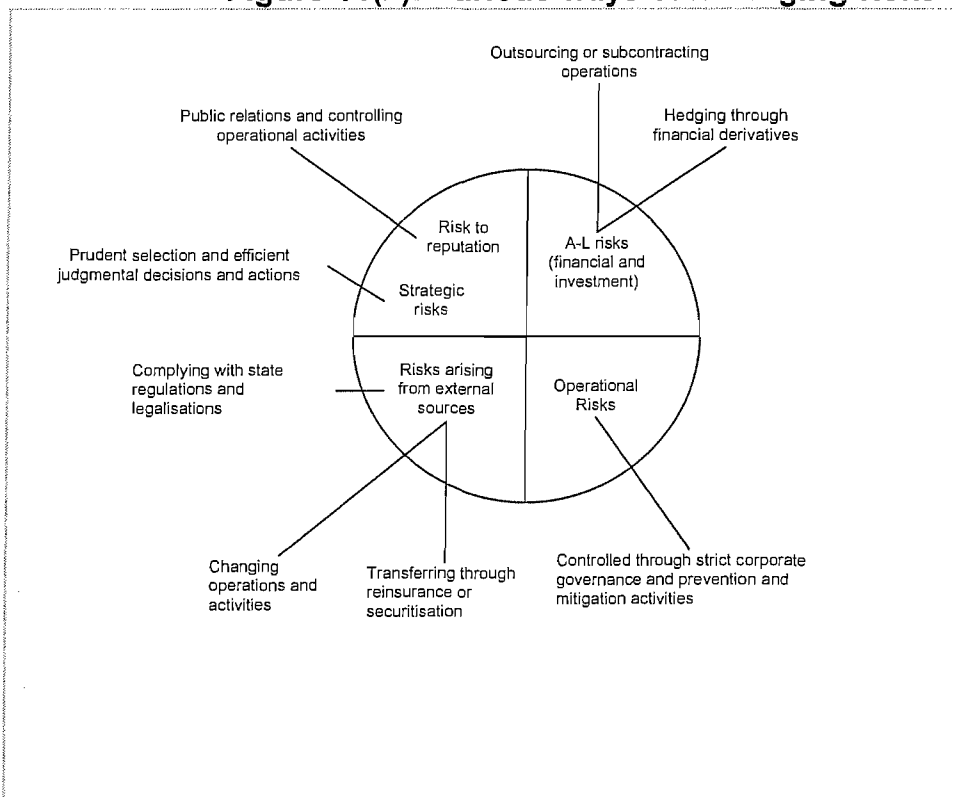 Outsourcing or subcontracting
operations
Public relations and controlling
operational activities
Hedging through
financial derivatives
Risk to
reputation
A-L risks
(financial and
investment)
Prudent selection and efficient
judgmental decisions and actions
Strategic
risks
Complying with state
regulations and
legalisations
Risks arising
from external
sources
Operational
Risks
Changing
operations and
activities
Transferring through
reinsurance or
securitisation
Controlled through strict corporate
governance and prevention and
mitigation activities